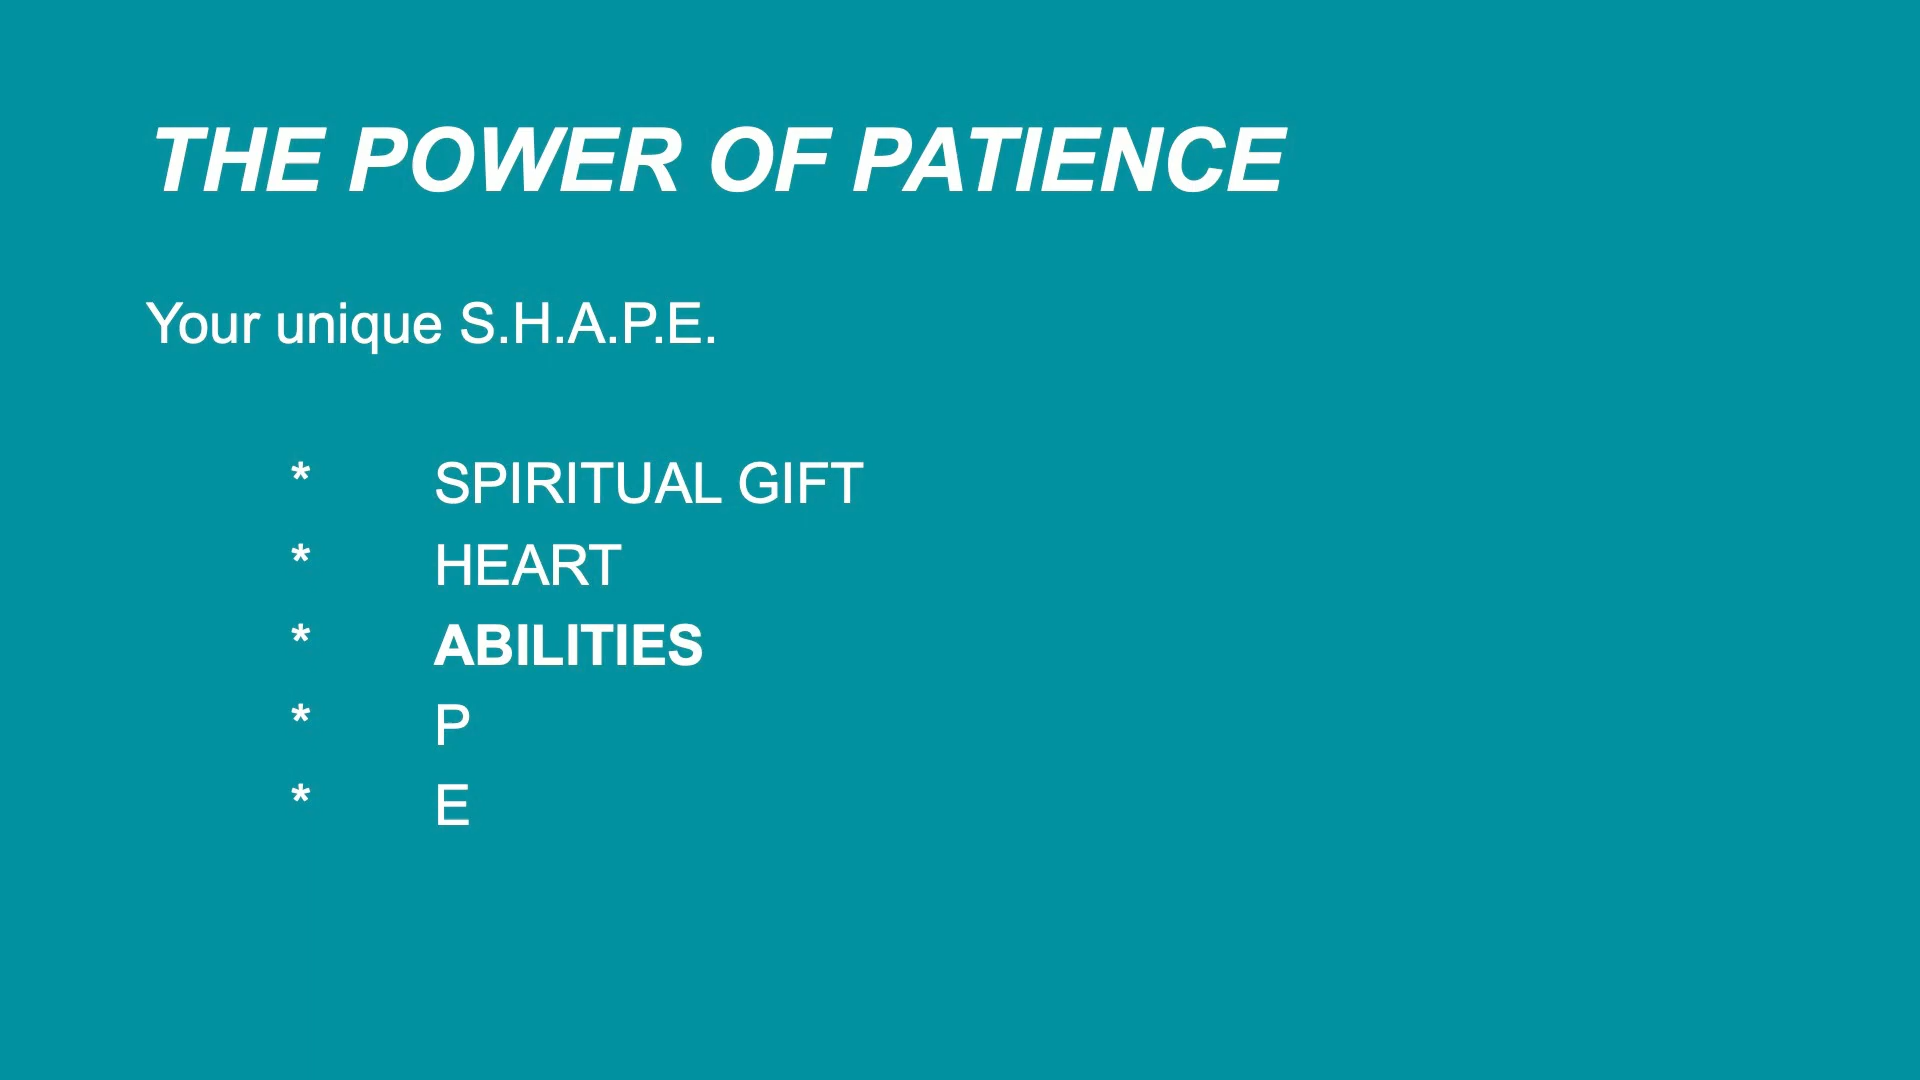 THE POWER OF PATIENCE
Your unique S.H.A.P.E.
* SPIRITUAL GIFT
* HEART
* ABILITIES
* P
* E